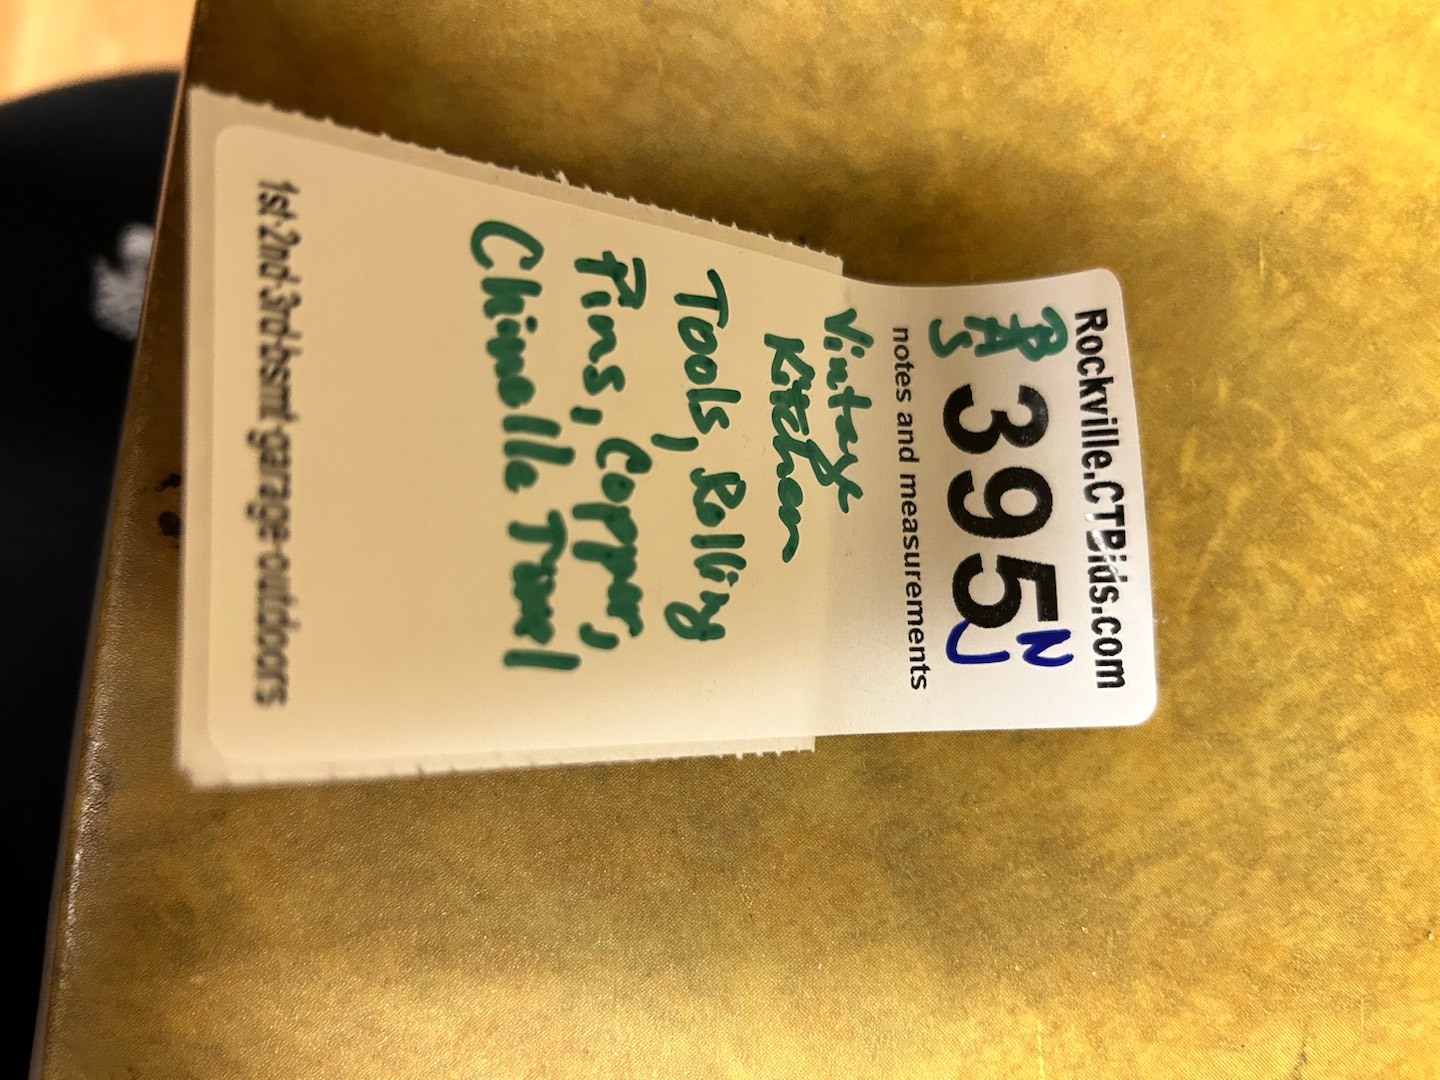 Rockville.CTBids.com
395
notes and measurements
Vintage
Kitchen
Tools, Rolling
Pins, Copper,
Chinelle Towel
1st-2nd-3rd-bsmt-garage-outdoors